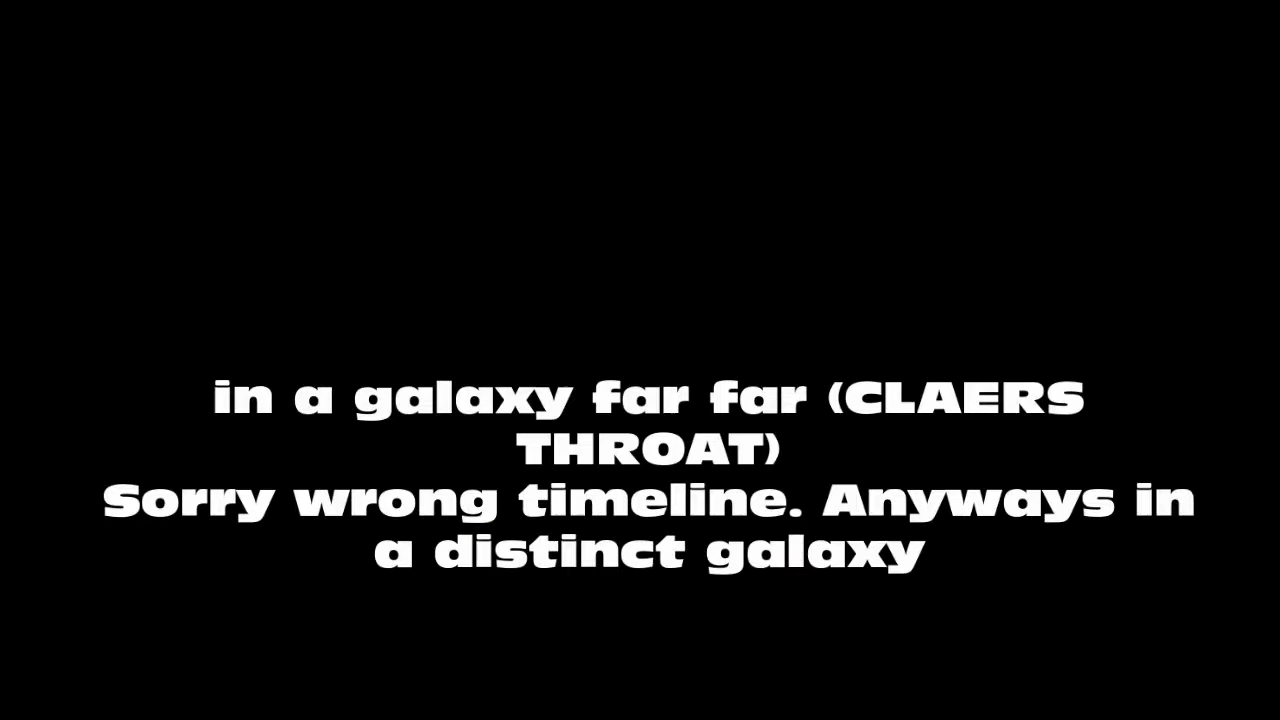 in a galaxy far far (CLAERS
THROAT)
Sorry wrong timeline. Anyways in
a distinct galaxy